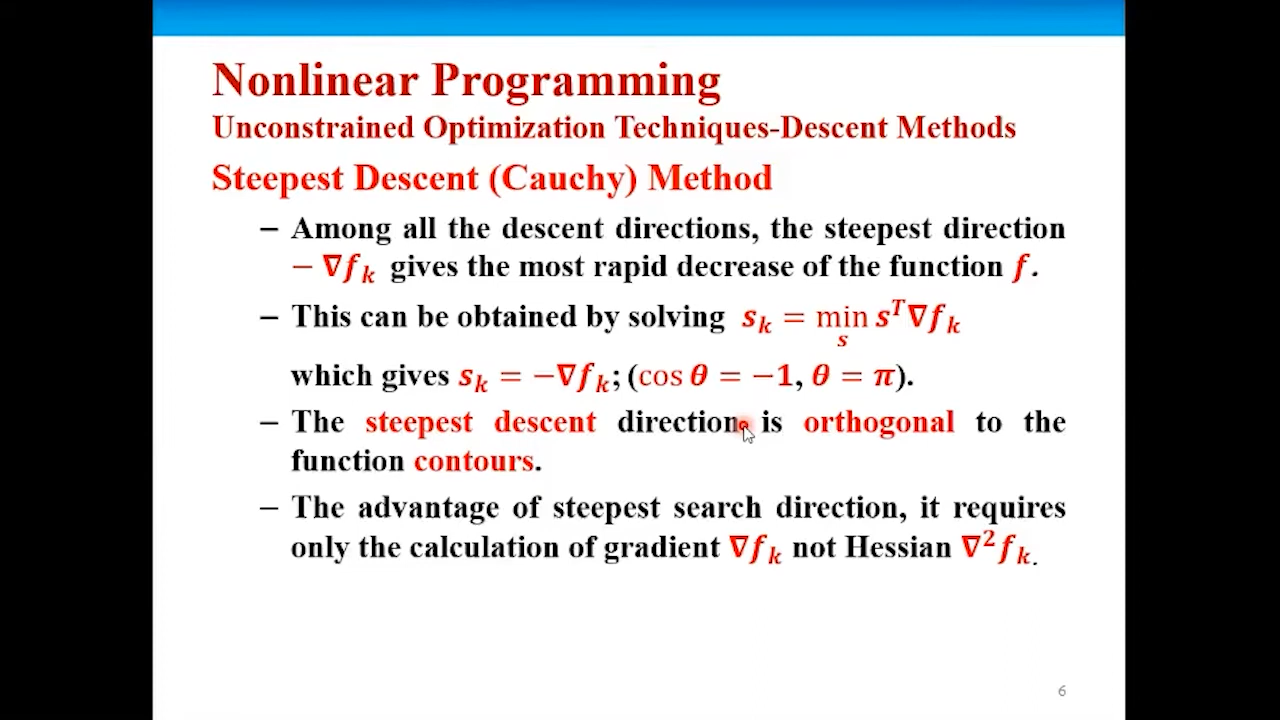 Nonlinear Programming
Unconstrained Optimization Techniques-Descent Methods
Steepest Descent (Cauchy) Method
– Among all the descent directions, the steepest direction
− ∇f_k gives the most rapid decrease of the function f.
– This can be obtained by solving s_k = min_s s^T ∇f_k
which gives s_k = −∇f_k; (cos θ = −1, θ = π).
– The steepest descent direction is orthogonal to the
function contours.
– The advantage of steepest search direction, it requires
only the calculation of gradient ∇f_k not Hessian ∇²f_k.
6